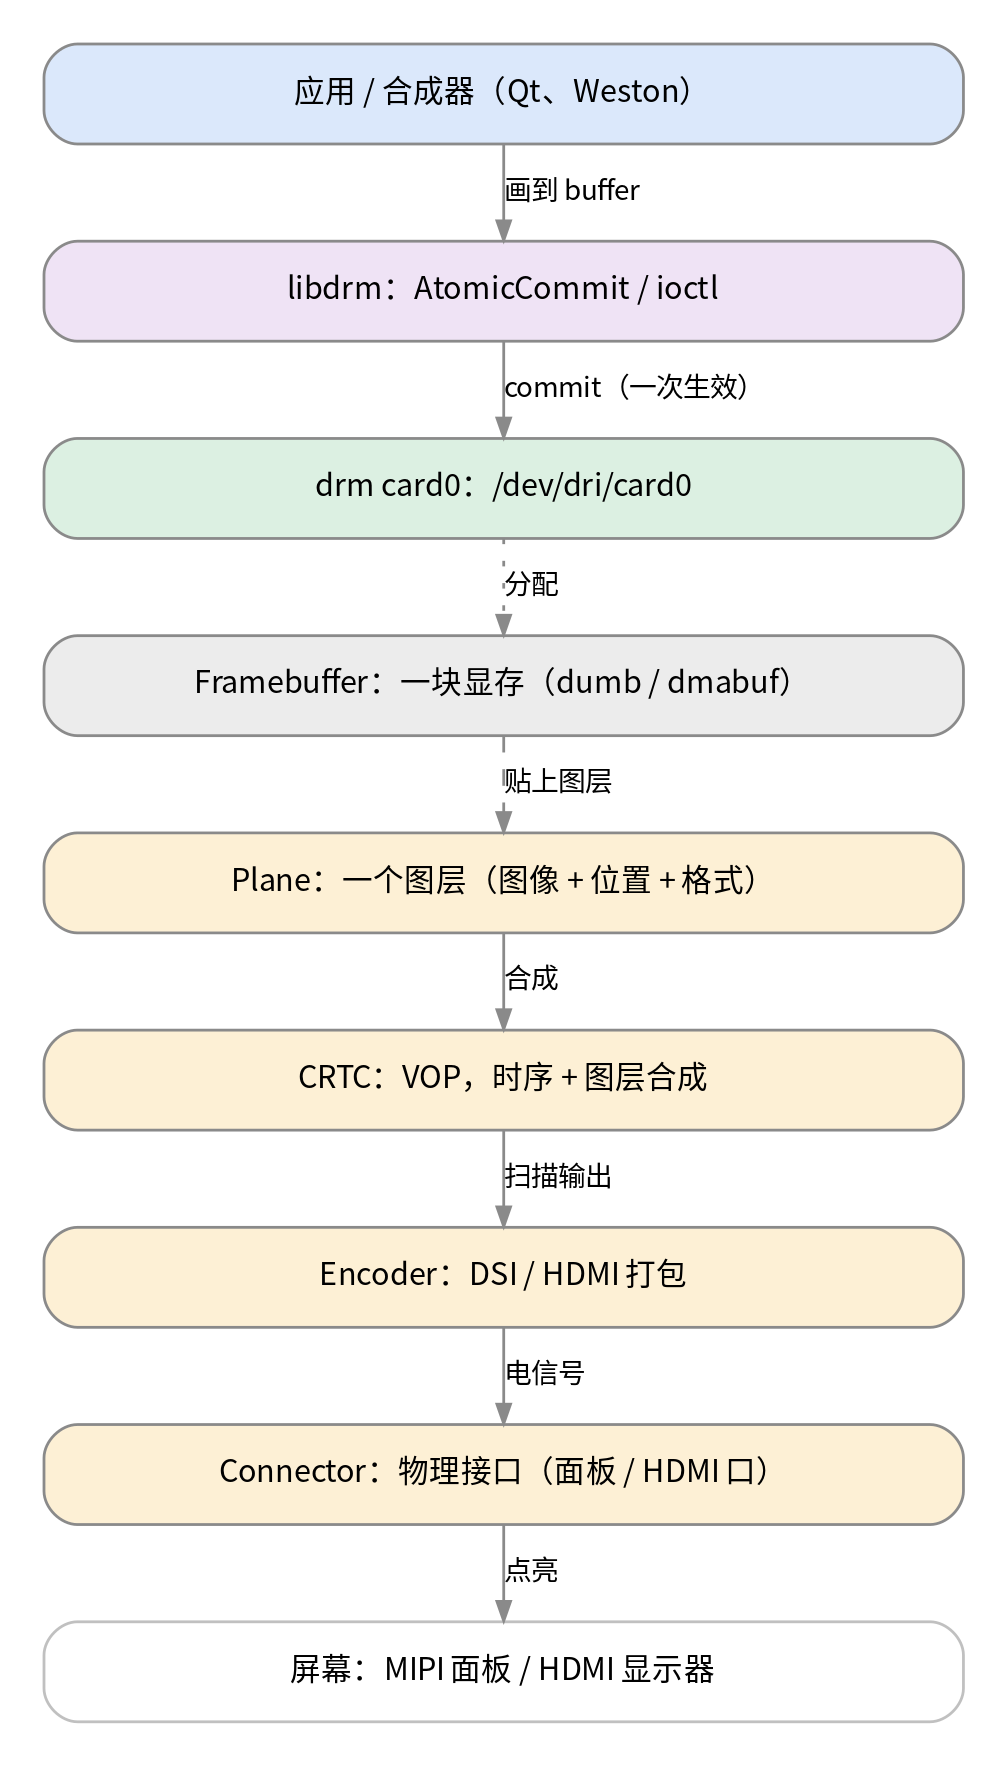 应用 / 合成器（Qt、Weston）
画到 buffer
libdrm：AtomicCommit / ioctl
commit（一次生效）
drm card0：/dev/dri/card0
分配
Framebuffer：一块显存（dumb / dmabuf）
贴上图层
Plane：一个图层（图像 + 位置 + 格式）
合成
CRTC：VOP，时序 + 图层合成
扫描输出
Encoder：DSI / HDMI 打包
电信号
Connector：物理接口（面板 / HDMI 口）
点亮
屏幕：MIPI 面板 / HDMI 显示器